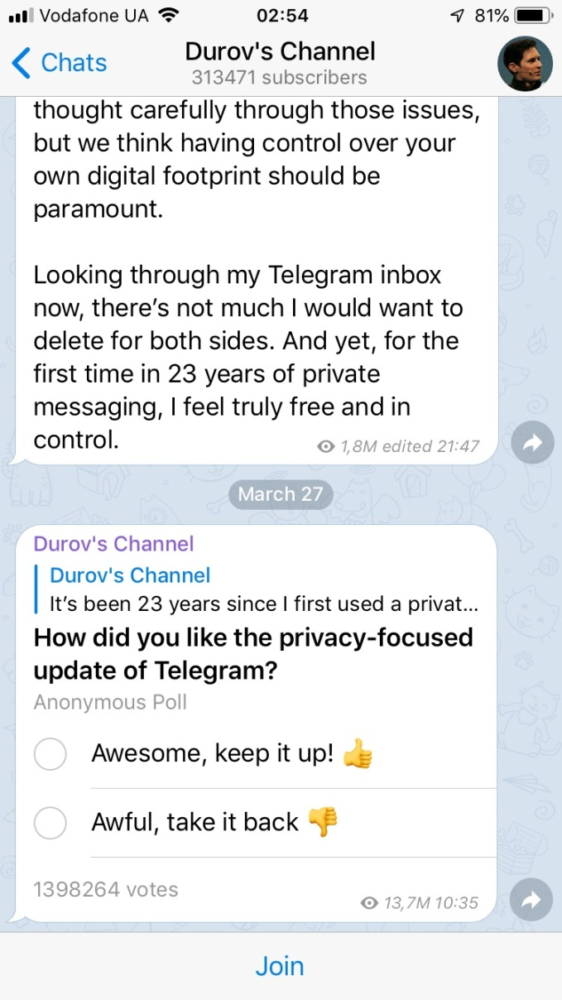 Vodafone UA 02:54 81%
Chats Durov's Channel
313471 subscribers
thought carefully through those issues,
but we think having control over your
own digital footprint should be
paramount.
Looking through my Telegram inbox
now, there’s not much I would want to
delete for both sides. And yet, for the
first time in 23 years of private
messaging, I feel truly free and in
control.
1,8M edited 21:47
March 27
Durov's Channel
Durov's Channel
It’s been 23 years since I first used a privat...
How did you like the privacy-focused
update of Telegram?
Anonymous Poll
Awesome, keep it up! 👍
Awful, take it back 👎
1398264 votes
13,7M 10:35
Join